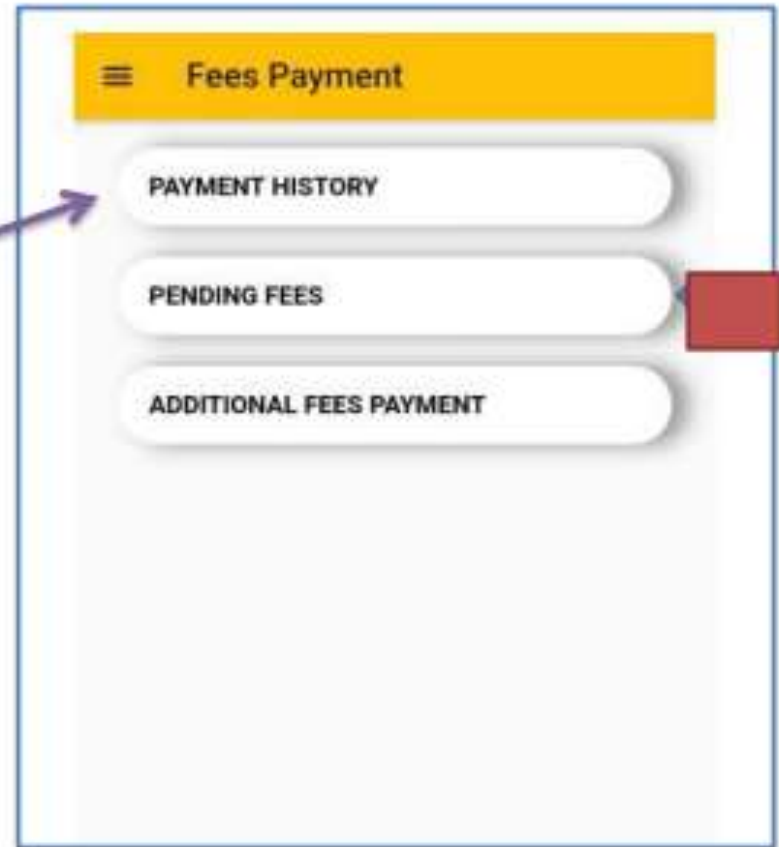 Fees Payment
PAYMENT HISTORY
PENDING FEES
ADDITIONAL FEES PAYMENT